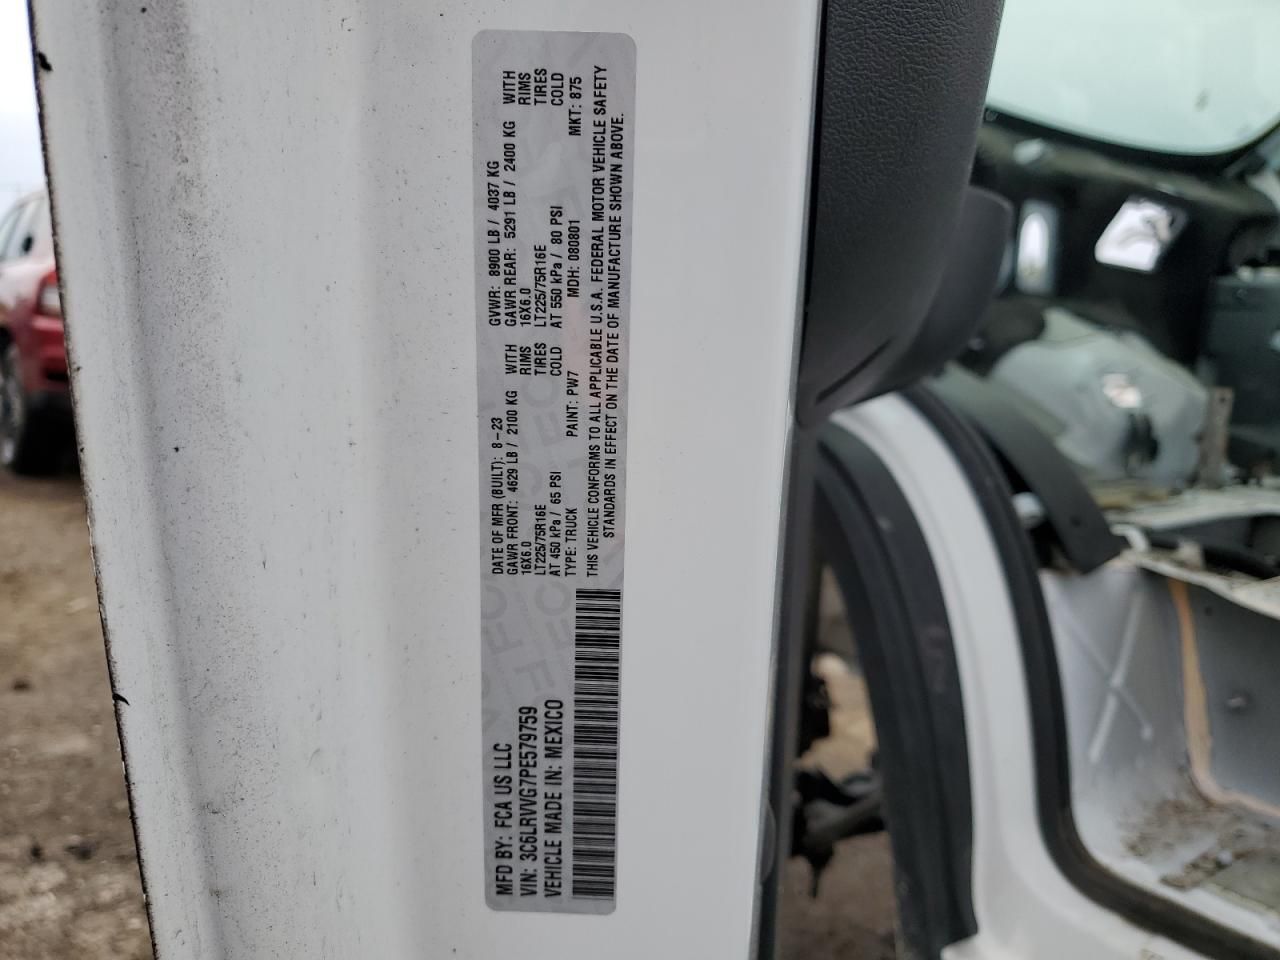 MFD BY: FCA US LLC
VIN: 3C6LRVVG7PE579759
VEHICLE MADE IN: MEXICO
DATE OF MFR (BUILT): 8-23 GVWR: 8900 LB / 4037 KG
GAWR FRONT: 4629 LB / 2100 KG WITH GAWR REAR: 5291 LB / 2400 KG WITH
16X6.0 RIMS 16X6.0 RIMS
LT225/75R16E TIRES LT225/75R16E TIRES
AT 450 kPa / 65 PSI COLD AT 550 kPa / 80 PSI COLD
TYPE: TRUCK PAINT: PW7 MDH: 080801 MKT: 875
THIS VEHICLE CONFORMS TO ALL APPLICABLE U.S.A. FEDERAL MOTOR VEHICLE SAFETY
STANDARDS IN EFFECT ON THE DATE OF MANUFACTURE SHOWN ABOVE.